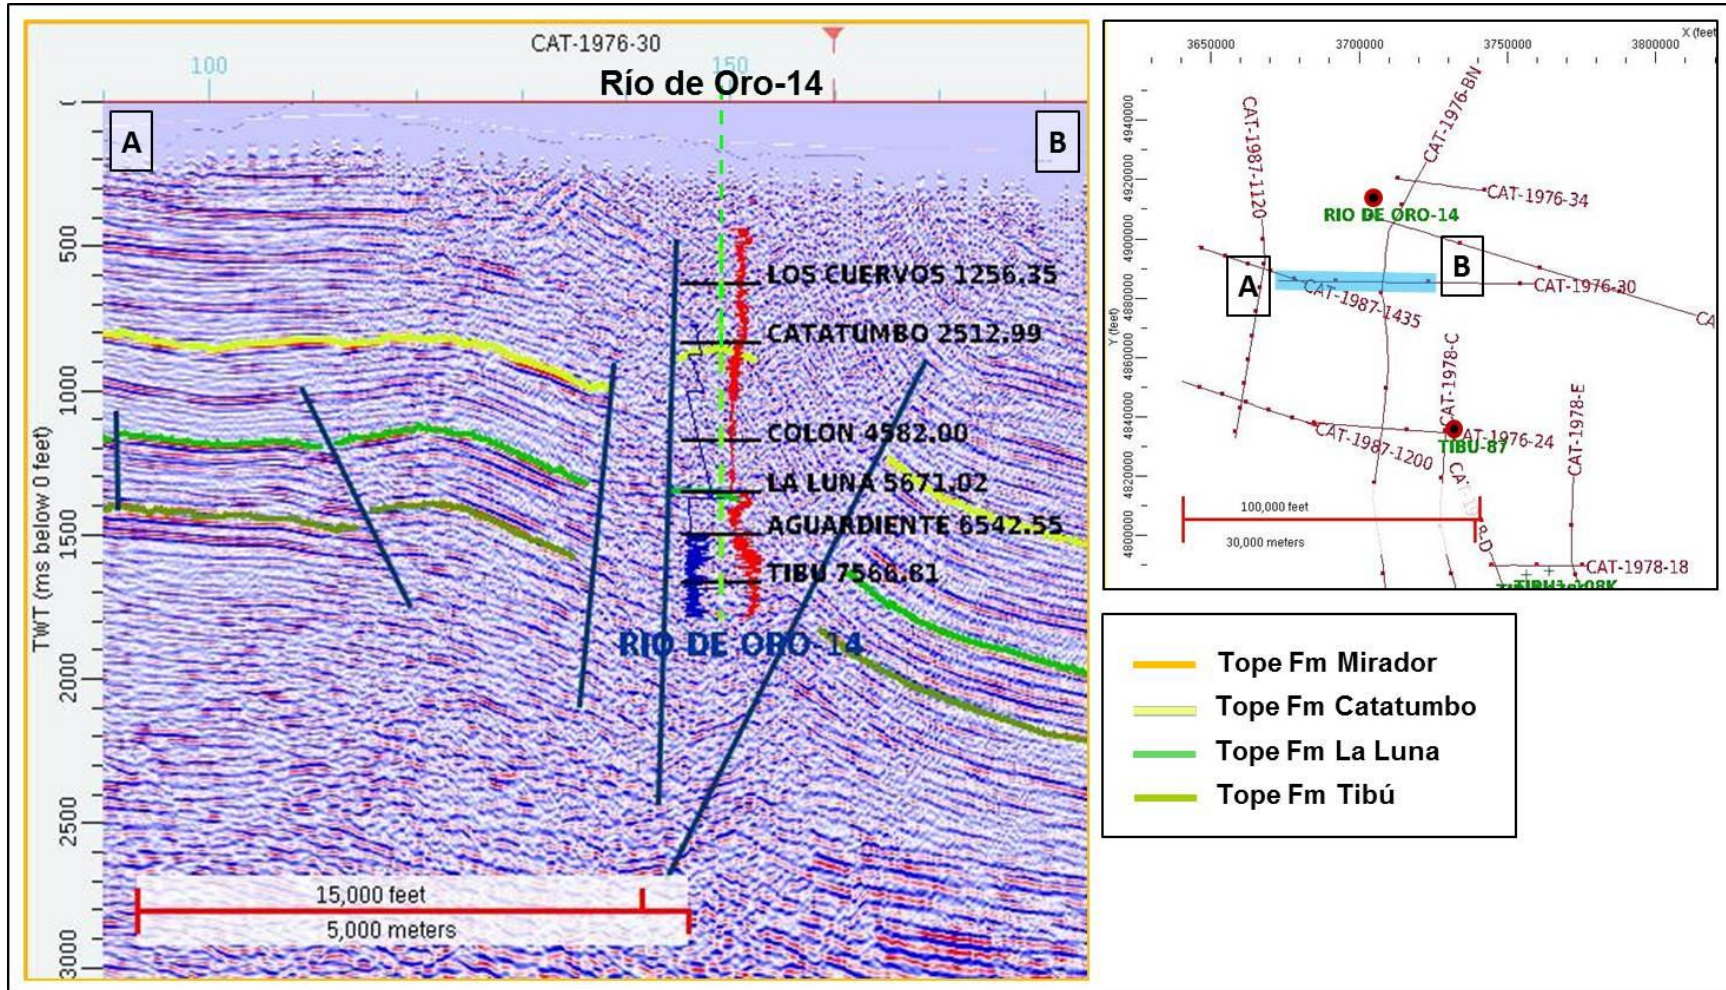 CAT-1976-30
100
150
Río de Oro-14
A
B
500
1000
1500
2000
2500
3000
TWT (ms below 0 feet)
LOS CUERVOS 1256.35
CATATUMBO 2512.99
COLON 4582.00
LA LUNA 5671.02
AGUARDIENTE 6542.55
TIBU 7566.81
RIO DE ORO-14
15,000 feet
5,000 meters
X (feet
3650000
3700000
3750000
3800000
Y (feet)
4940000
4920000
4900000
4880000
4860000
4840000
4820000
4800000
CAT-1987-1120
CAT-1976-BN
CAT-1976-34
RIO DE ORO-14
A
B
CAT-1976-30
CAT-1987-1435
CA
CAT-1978-C
CAT-1978-E
CAT-1976-24
TIBU-87
CAT-1987-1200
100,000 feet
30,000 meters
CAT-1978-18
Tope Fm Mirador
Tope Fm Catatumbo
Tope Fm La Luna
Tope Fm Tibú